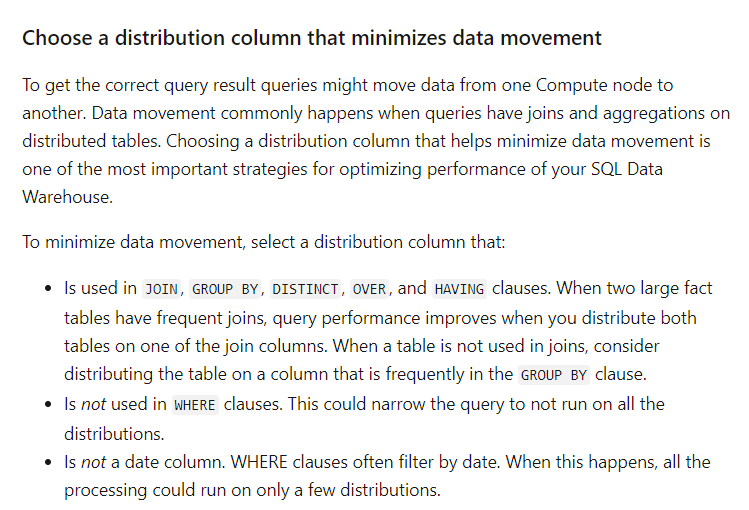 Choose a distribution column that minimizes data movement
To get the correct query result queries might move data from one Compute node to
another. Data movement commonly happens when queries have joins and aggregations on
distributed tables. Choosing a distribution column that helps minimize data movement is
one of the most important strategies for optimizing performance of your SQL Data
Warehouse.
To minimize data movement, select a distribution column that:
• Is used in JOIN, GROUP BY, DISTINCT, OVER, and HAVING clauses. When two large fact
tables have frequent joins, query performance improves when you distribute both
tables on one of the join columns. When a table is not used in joins, consider
distributing the table on a column that is frequently in the GROUP BY clause.
• Is not used in WHERE clauses. This could narrow the query to not run on all the
distributions.
• Is not a date column. WHERE clauses often filter by date. When this happens, all the
processing could run on only a few distributions.